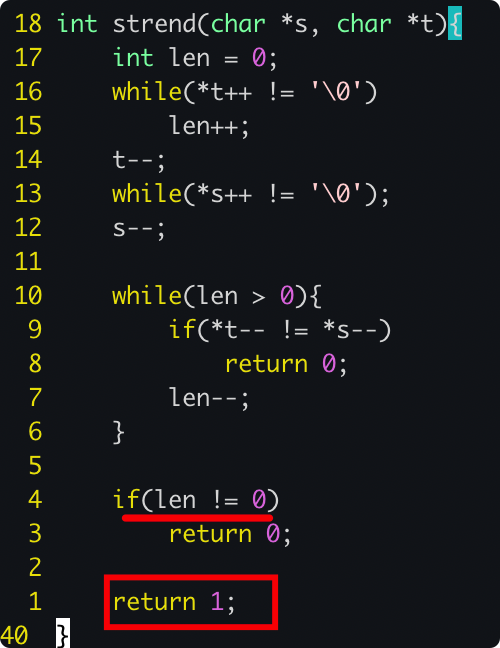 18 int strend(char *s, char *t){
17     int len = 0;
16     while(*t++ != '\0')
15         len++;
14     t--;
13     while(*s++ != '\0');
12     s--;
11
10     while(len > 0){
9         if(*t-- != *s--)
8             return 0;
7         len--;
6     }
5
4     if(len != 0)
3         return 0;
2
1     return 1;
40 }